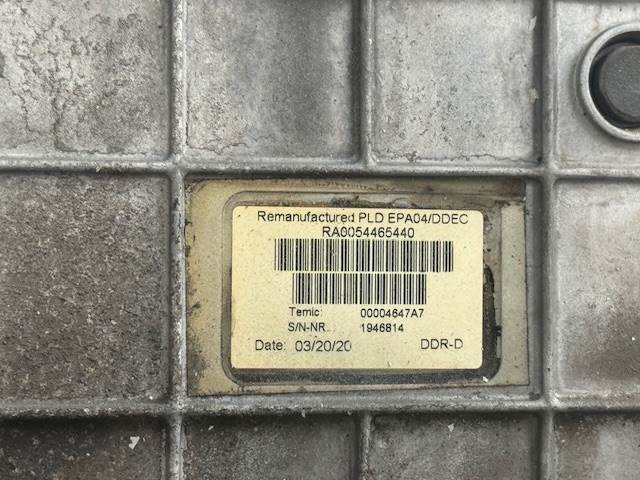 Remanufactured PLD EPA04/DDEC
RA0054465440
Temic: 00004647A7
S/N-NR. 1946814
Date: 03/20/20 DDR-D